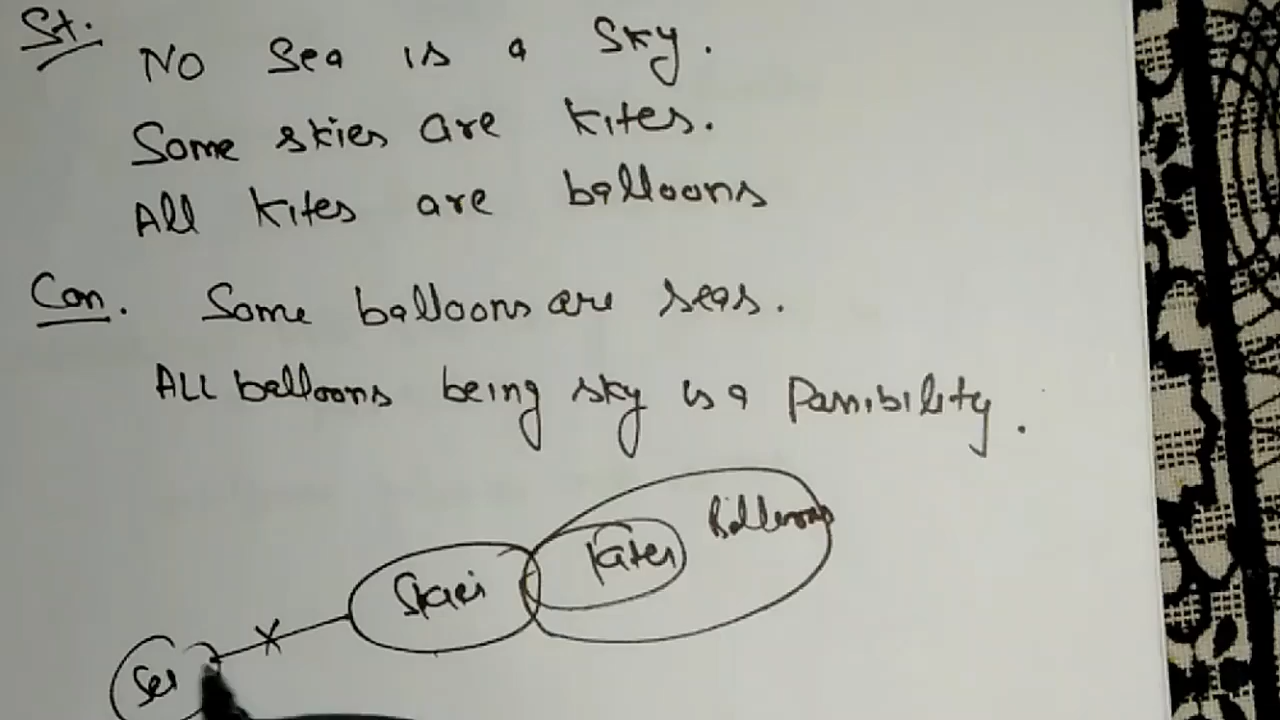 St. No Sea is a Sky.
Some skies are kites.
All kites are balloons
Con. Some balloons are seas.
ALL balloons being sky is a Possibility.
Balloons
Kites
Skies
Sea